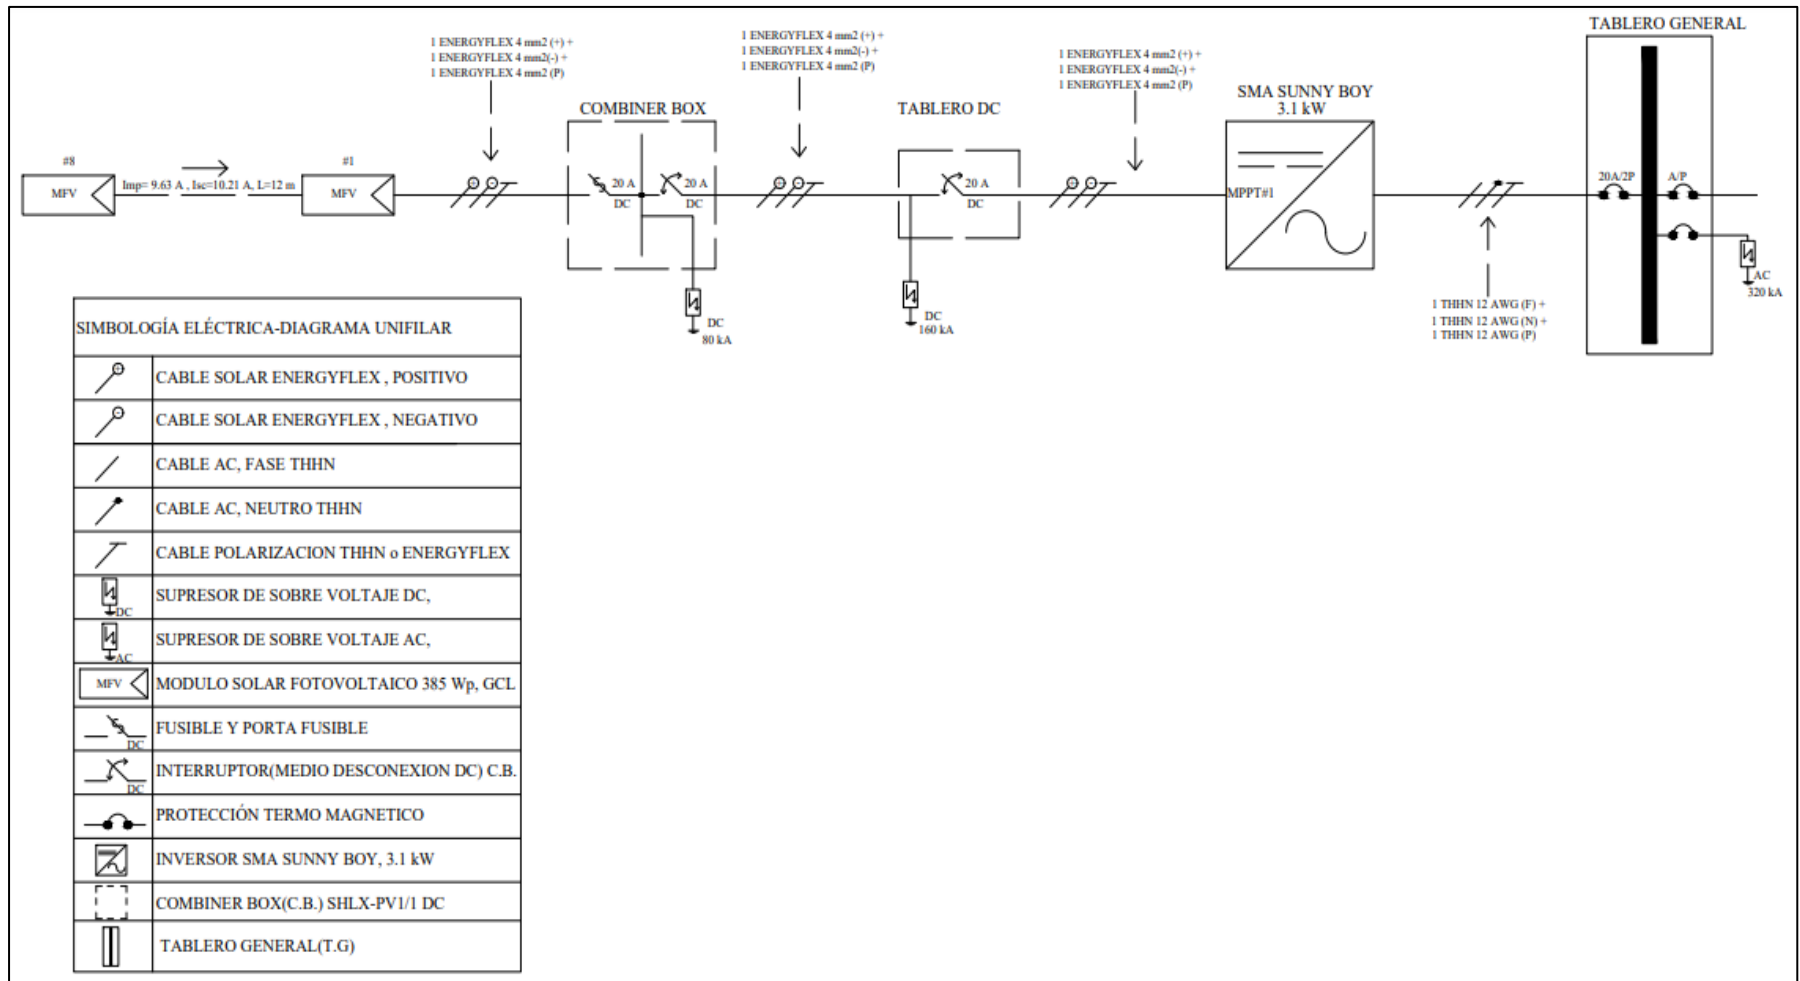 TABLERO GENERAL
1 ENERGYFLEX 4 mm2 (+) +
1 ENERGYFLEX 4 mm2(-) +
1 ENERGYFLEX 4 mm2 (P)
1 ENERGYFLEX 4 mm2 (+) +
1 ENERGYFLEX 4 mm2(-) +
1 ENERGYFLEX 4 mm2 (P)
1 ENERGYFLEX 4 mm2 (+) +
1 ENERGYFLEX 4 mm2(-) +
1 ENERGYFLEX 4 mm2 (P)
COMBINER BOX
TABLERO DC
SMA SUNNY BOY
3.1 kW
#8
MFV
Imp= 9.63 A , Isc=10.21 A, L=12 m
#1
MFV
20 A
DC
20 A
DC
DC
80 kA
20 A
DC
DC
160 kA
MPPT#1
1 THHN 12 AWG (F) +
1 THHN 12 AWG (N) +
1 THHN 12 AWG (P)
20A/2P
A/P
AC
320 kA
SIMBOLOGÍA ELÉCTRICA-DIAGRAMA UNIFILAR
CABLE SOLAR ENERGYFLEX , POSITIVO
CABLE SOLAR ENERGYFLEX , NEGATIVO
CABLE AC, FASE THHN
CABLE AC, NEUTRO THHN
CABLE POLARIZACION THHN o ENERGYFLEX
DC
SUPRESOR DE SOBRE VOLTAJE DC,
AC
SUPRESOR DE SOBRE VOLTAJE AC,
MFV
MODULO SOLAR FOTOVOLTAICO 385 Wp, GCL
DC
FUSIBLE Y PORTA FUSIBLE
DC
INTERRUPTOR(MEDIO DESCONEXION DC) C.B.
PROTECCIÓN TERMO MAGNETICO
INVERSOR SMA SUNNY BOY, 3.1 kW
COMBINER BOX(C.B.) SHLX-PV1/1 DC
TABLERO GENERAL(T.G)